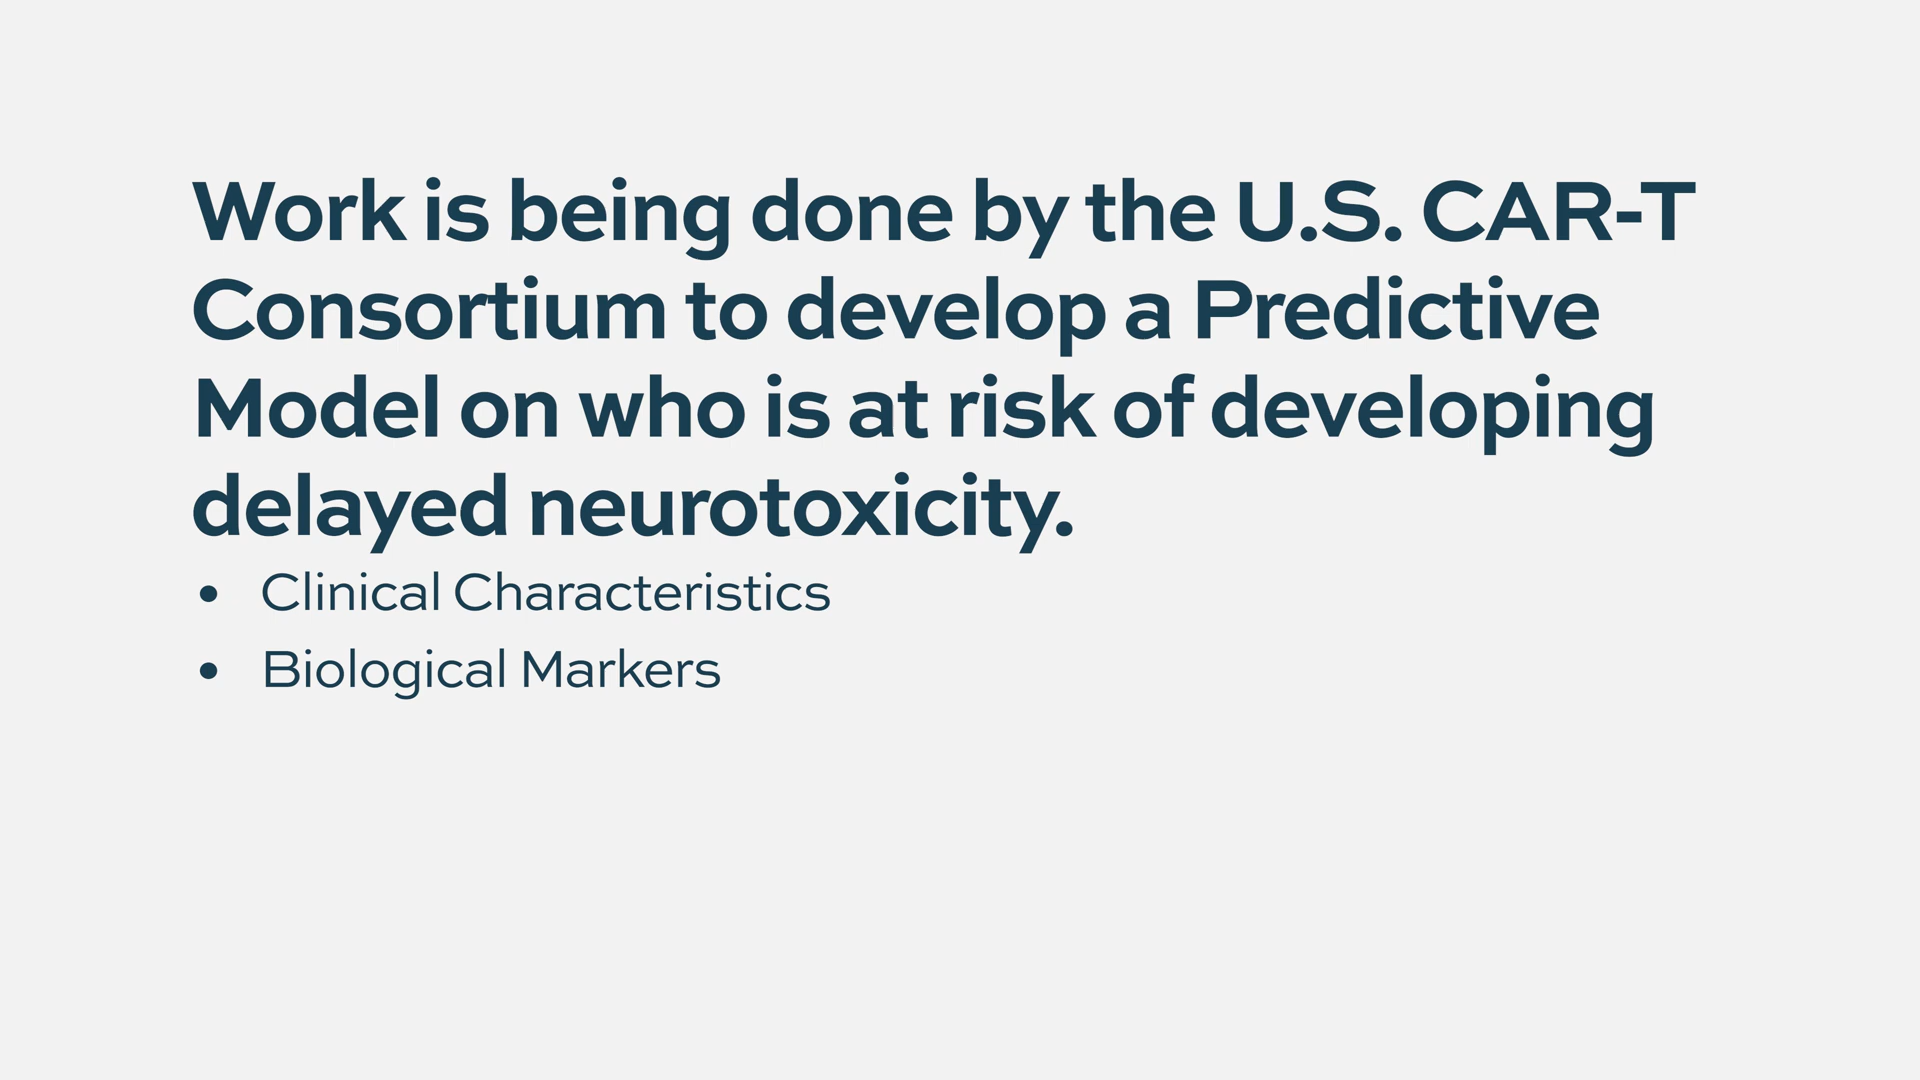 Work is being done by the U.S. CAR-T
Consortium to develop a Predictive
Model on who is at risk of developing
delayed neurotoxicity.
• Clinical Characteristics
• Biological Markers